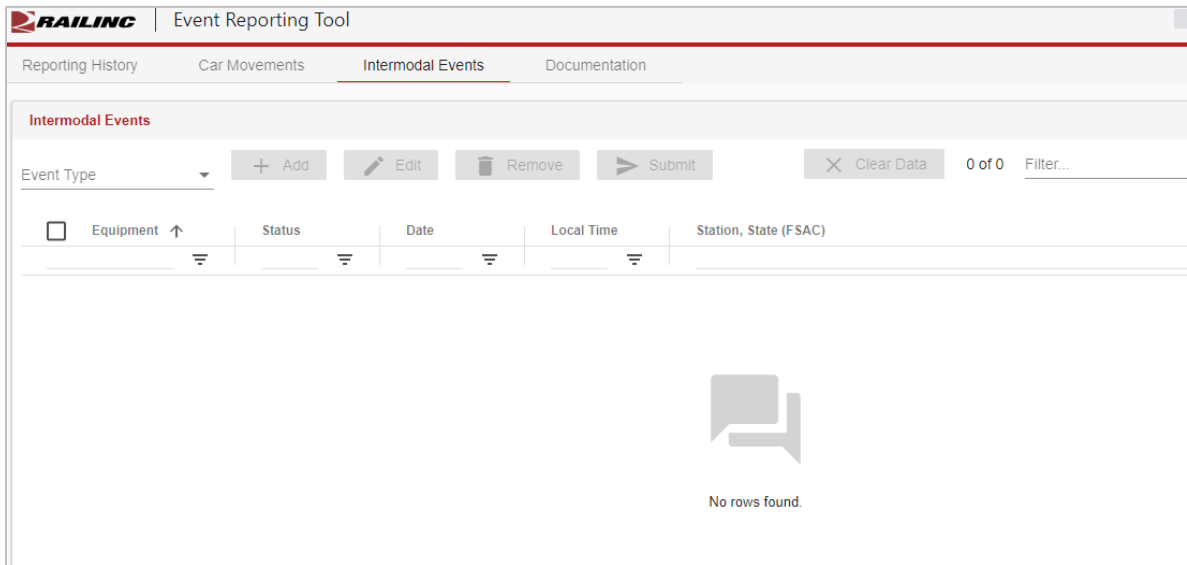 RAILINC Event Reporting Tool
Reporting History Car Movements Intermodal Events Documentation
Intermodal Events
Event Type Add Edit Remove Submit Clear Data 0 of 0 Filter...
Equipment Status Date Local Time Station, State (FSAC)
No rows found.